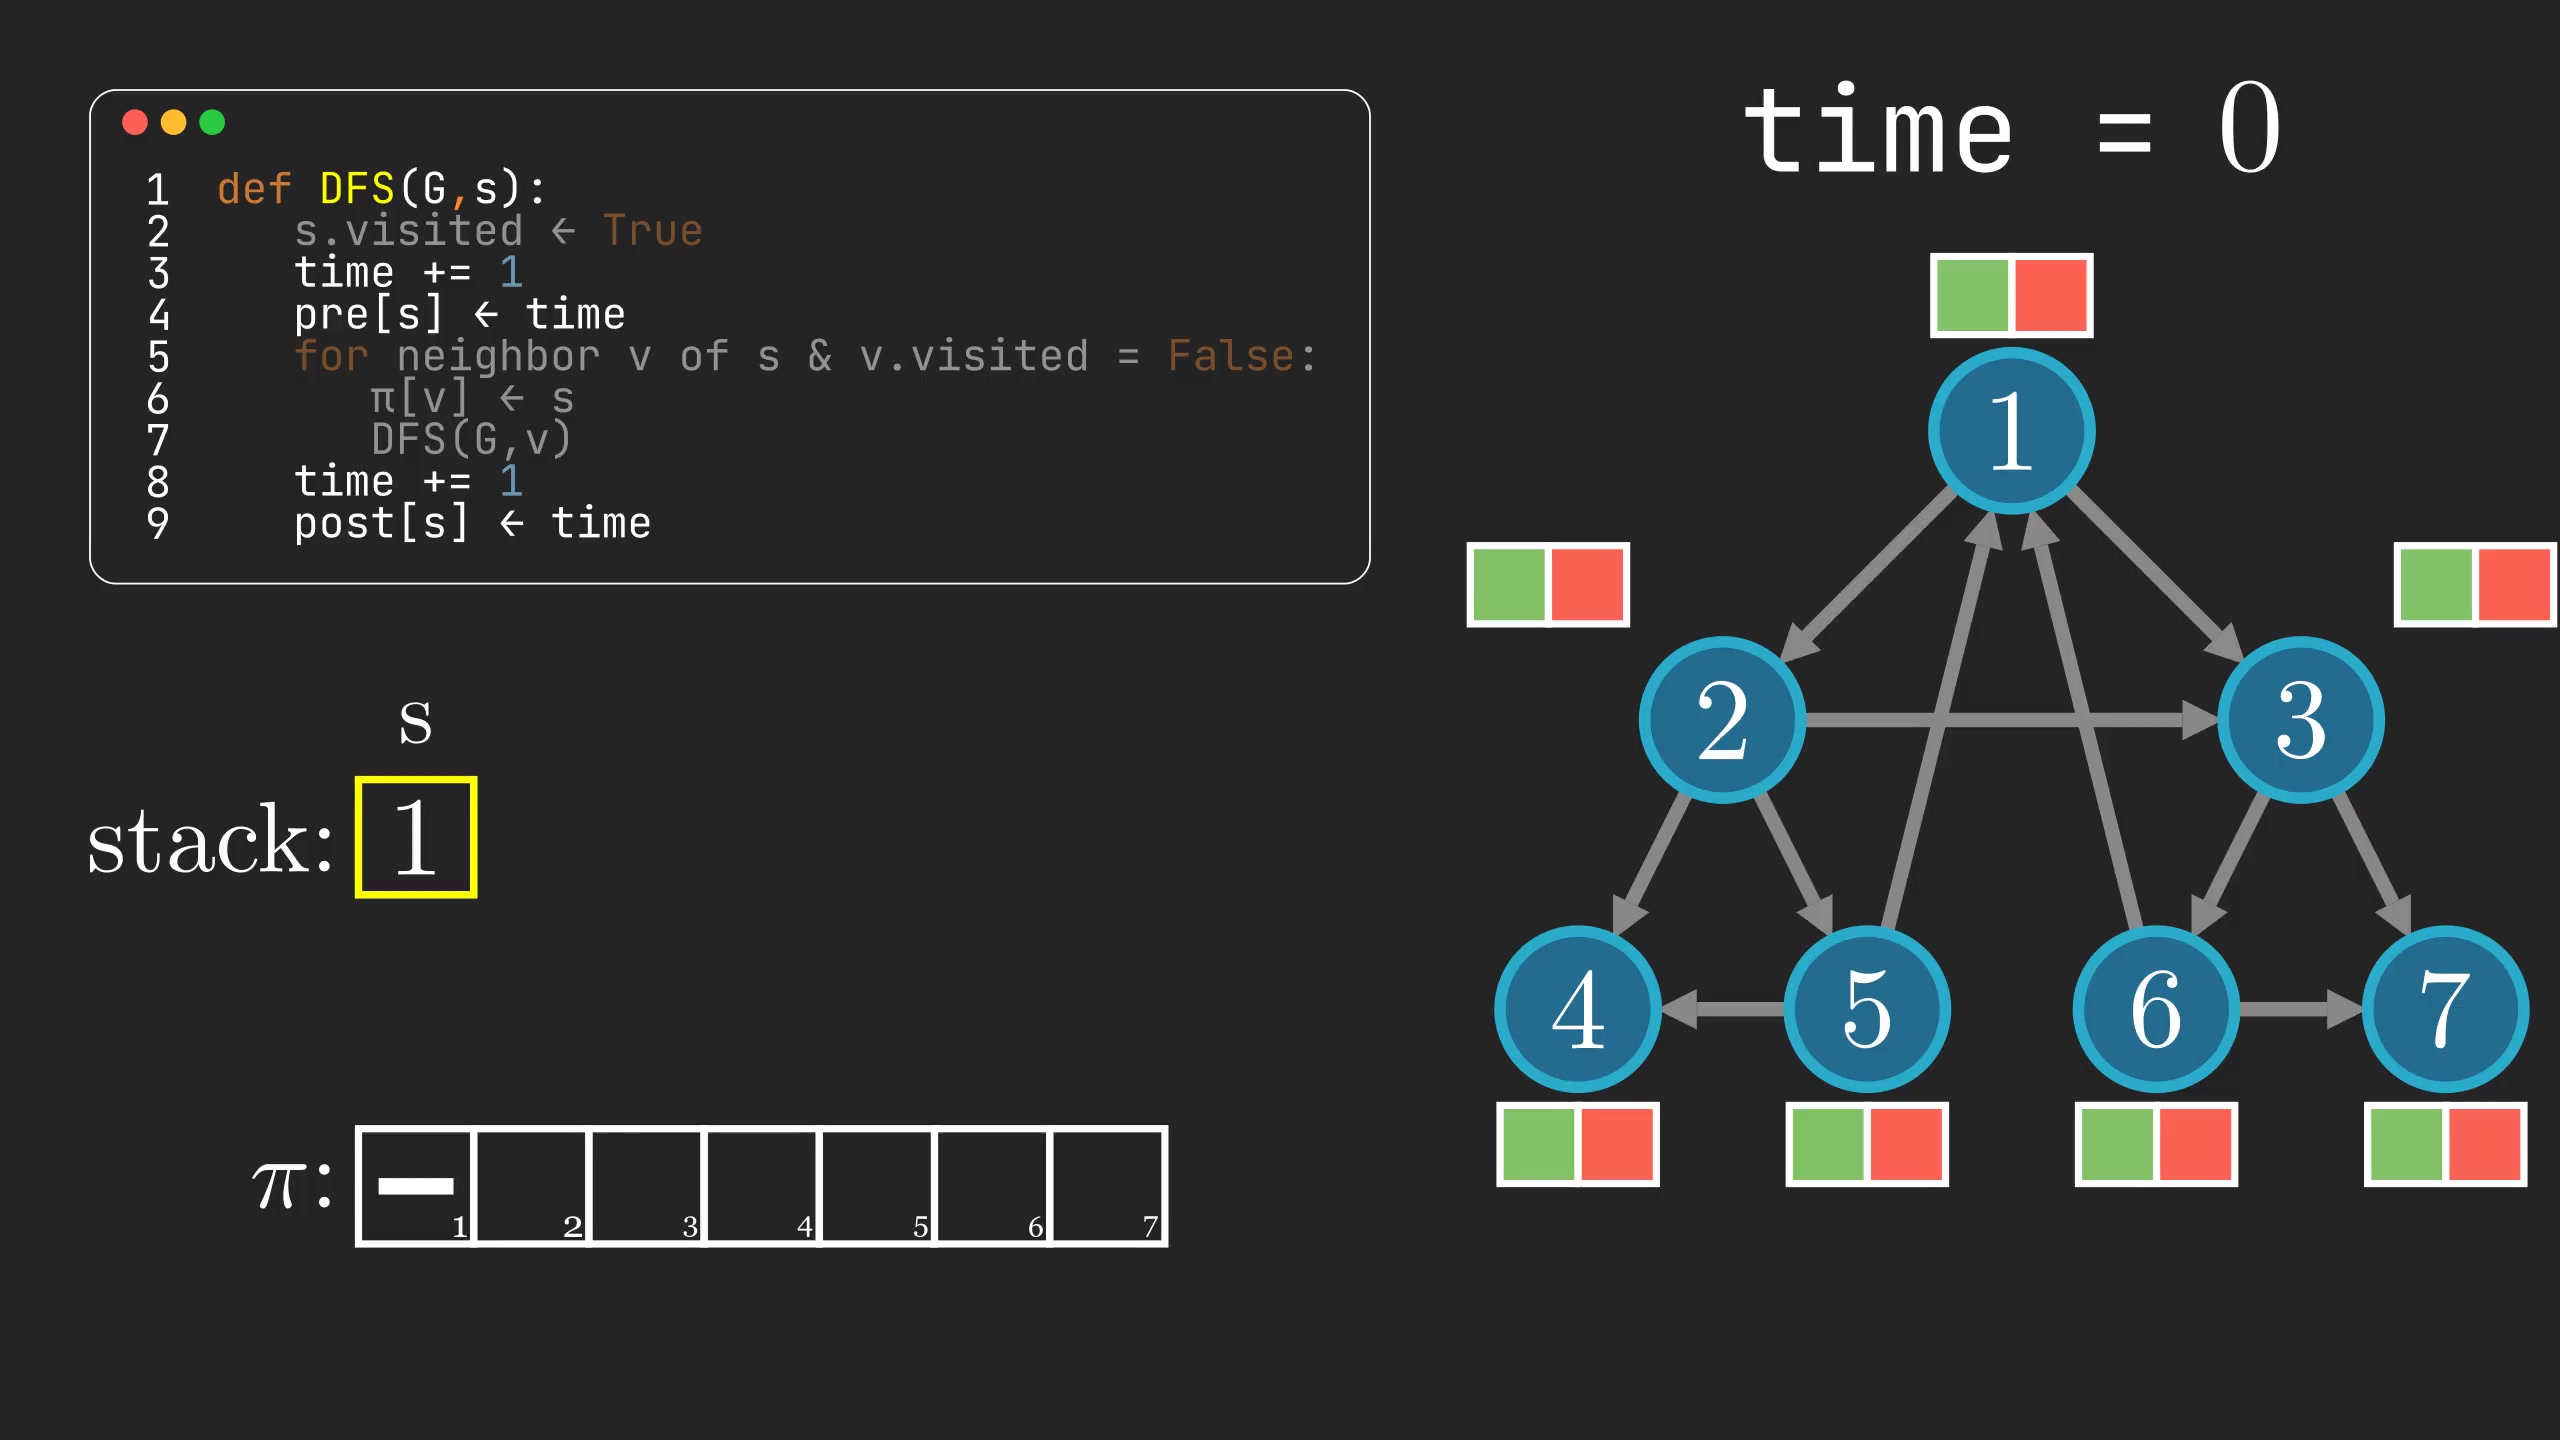 time = 0
1 def DFS(G,s):
2 s.visited ← True
3 time += 1
4 pre[s] ← time
5 for neighbor v of s & v.visited = False:
6 π[v] ← s
7 DFS(G,v)
8 time += 1
9 post[s] ← time
s
stack: 1
π: — 1 2 3 4 5 6 7
1
2 3
4 5 6 7